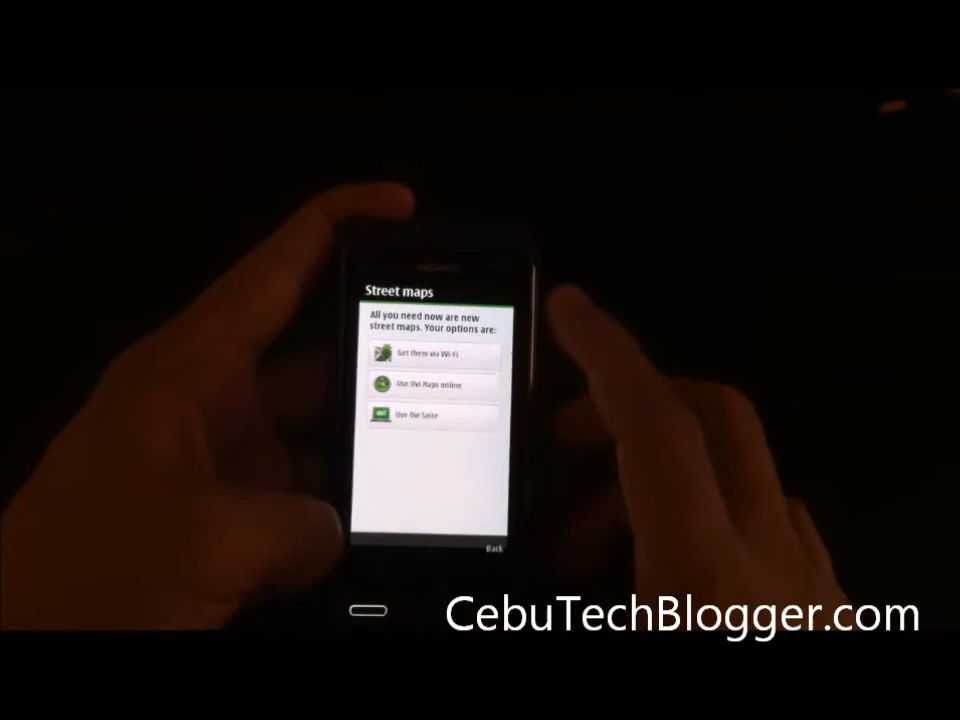 NOKIA
Street maps
All you need now are new
street maps. Your options are:
Get them via Wi-Fi
Use Ovi Maps online
Use Ovi Suite
Back
CebuTechBlogger.com